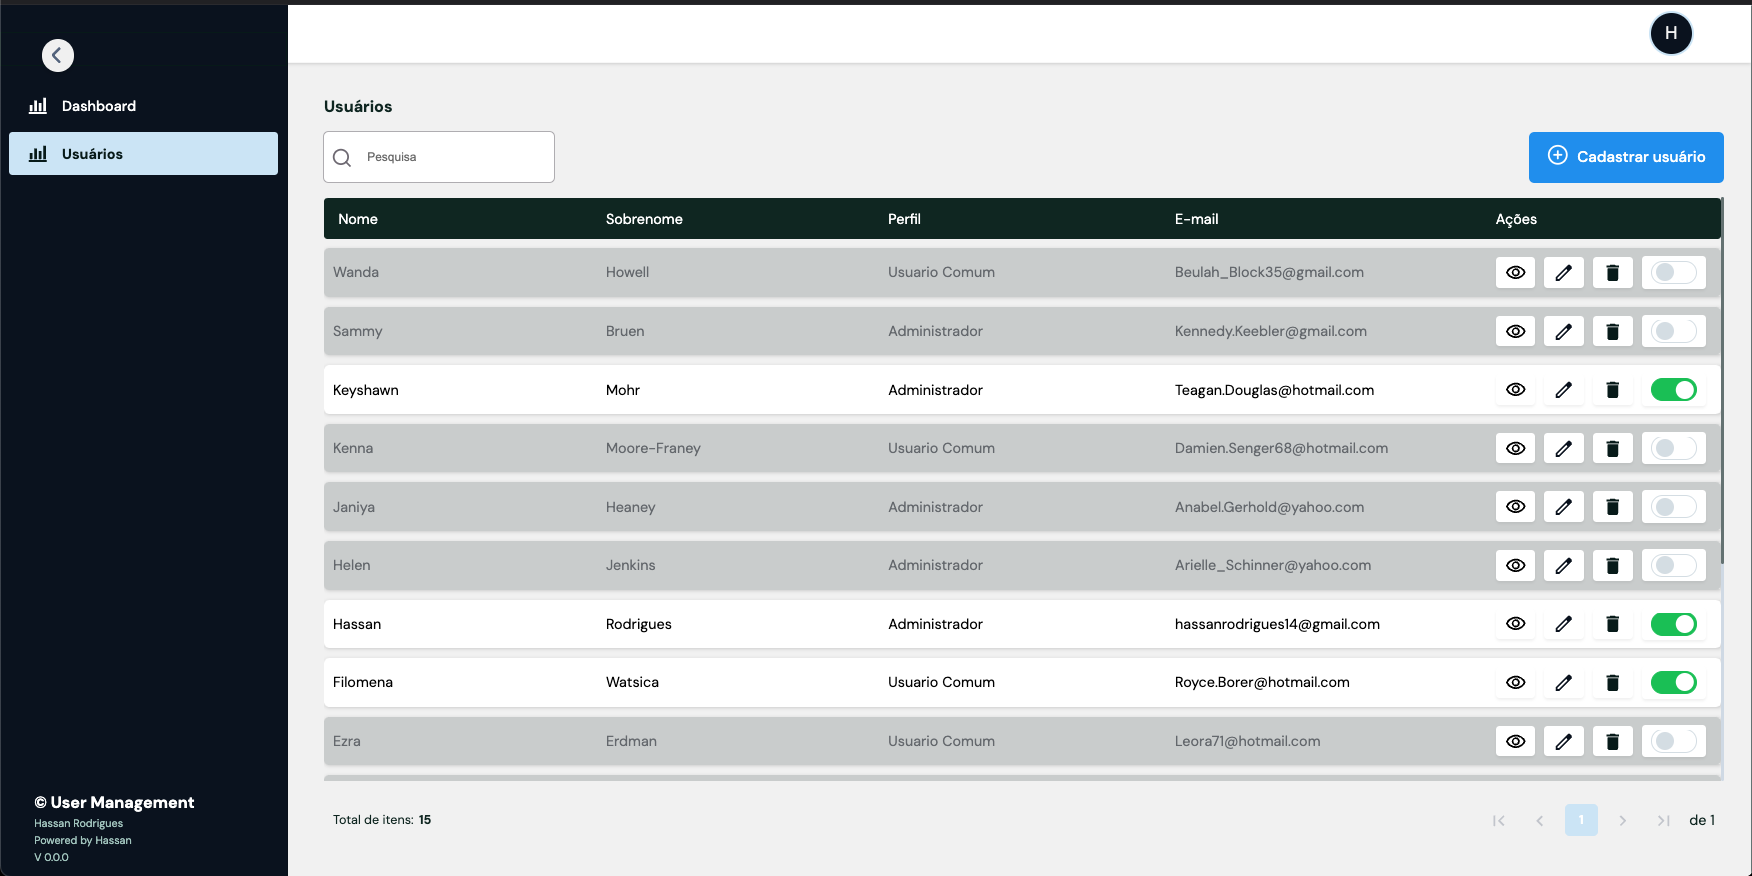 H
Dashboard
Usuários
© User Management
Hassan Rodrigues
Powered by Hassan
V 0.0.0
Usuários
Pesquisa
Cadastrar usuário
Nome Sobrenome Perfil E-mail Ações
Wanda Howell Usuario Comum Beulah_Block35@gmail.com
Sammy Bruen Administrador Kennedy.Keebler@gmail.com
Keyshawn Mohr Administrador Teagan.Douglas@hotmail.com
Kenna Moore-Franey Usuario Comum Damien.Senger68@hotmail.com
Janiya Heaney Administrador Anabel.Gerhold@yahoo.com
Helen Jenkins Administrador Arielle_Schinner@yahoo.com
Hassan Rodrigues Administrador hassanrodrigues14@gmail.com
Filomena Watsica Usuario Comum Royce.Borer@hotmail.com
Ezra Erdman Usuario Comum Leora71@hotmail.com
Total de itens: 15
1 de 1